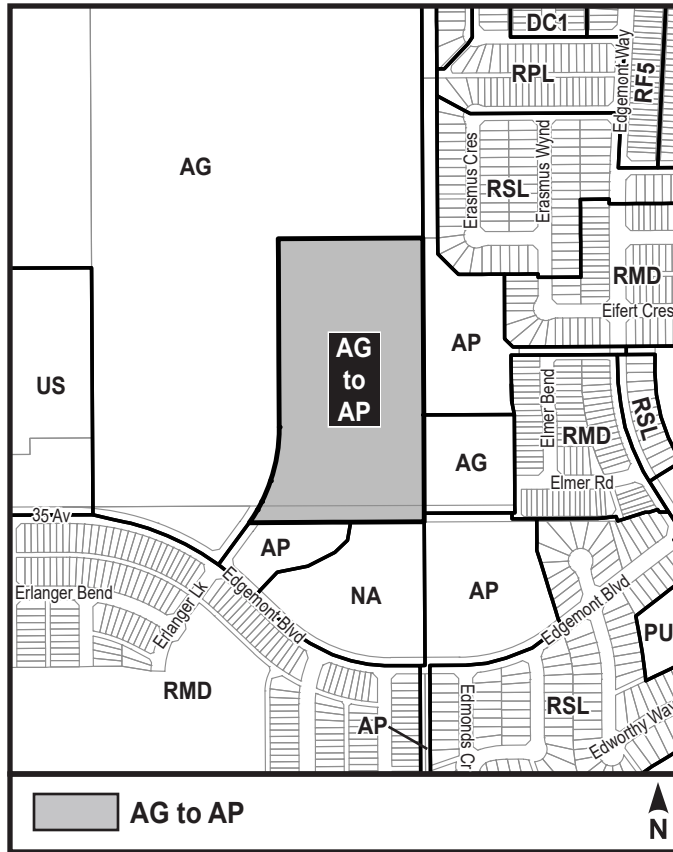 DC1
RPL
Edgemont Way
RF5
AG
Erasmus Cres
Erasmus Wynd
RSL
RMD
Eifert Cres
US
AG
to
AP
AP
Elmer Bend
RMD
RSL
AG
Elmer Rd
35 Av
AP
Edgemont Blvd
NA
AP
Edgemont Blvd
Erlanger Bend
Erlanger Lk
PU
RMD
AP
Edmonds Cr
RSL
Edworthy Way
AG to AP
N